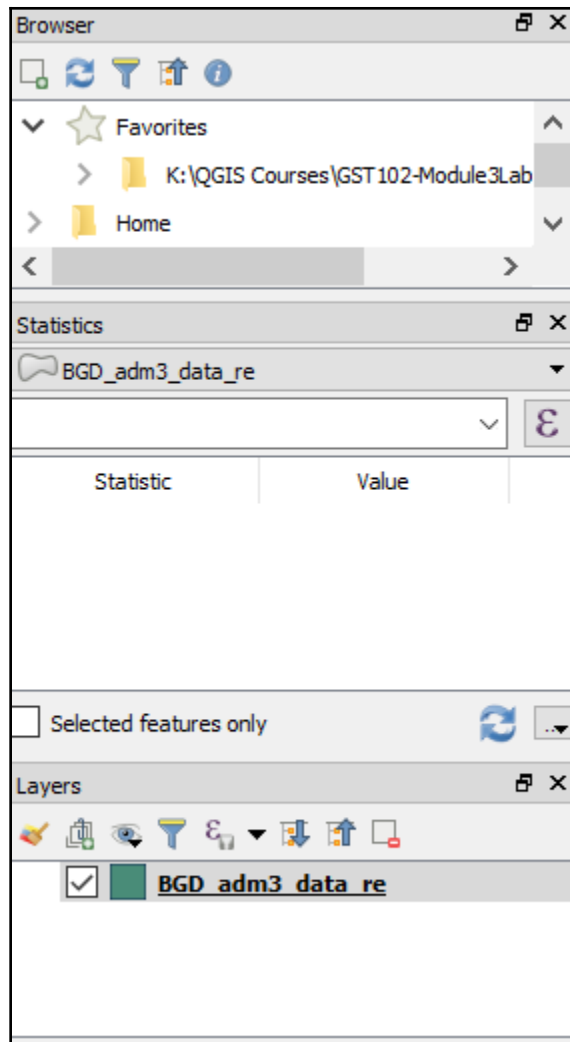 Browser
Favorites
K:\QGIS Courses\GST102-Module3Lab
Home
Statistics
BGD_adm3_data_re
ε
Statistic Value
Selected features only
..
Layers
ε
BGD_adm3_data_re